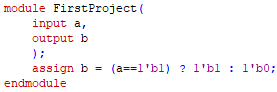 module FirstProject(
    input a,
    output b
    );
    assign b = (a==1'b1) ? 1'b1 : 1'b0;
endmodule